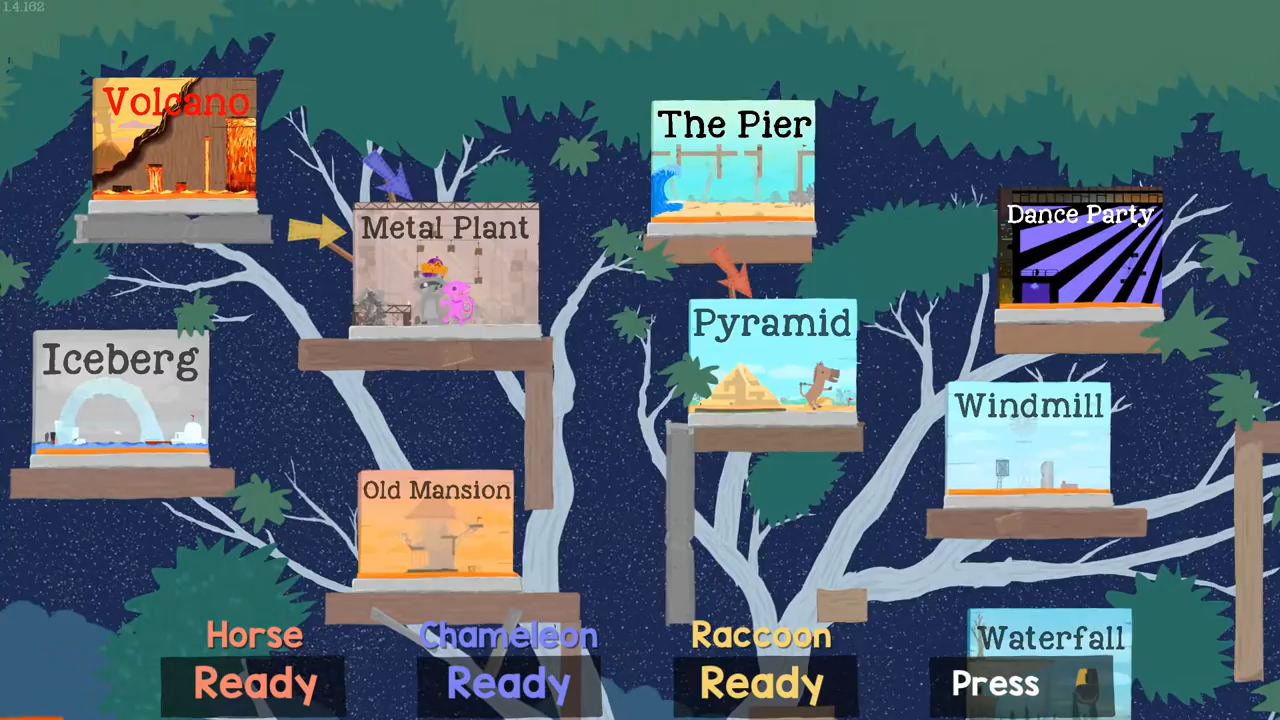 1.4.162
Volcano
The Pier
Metal Plant
Dance Party
Iceberg
Pyramid
Windmill
Old Mansion
Waterfall
Horse
Ready
Chameleon
Ready
Raccoon
Ready
Press